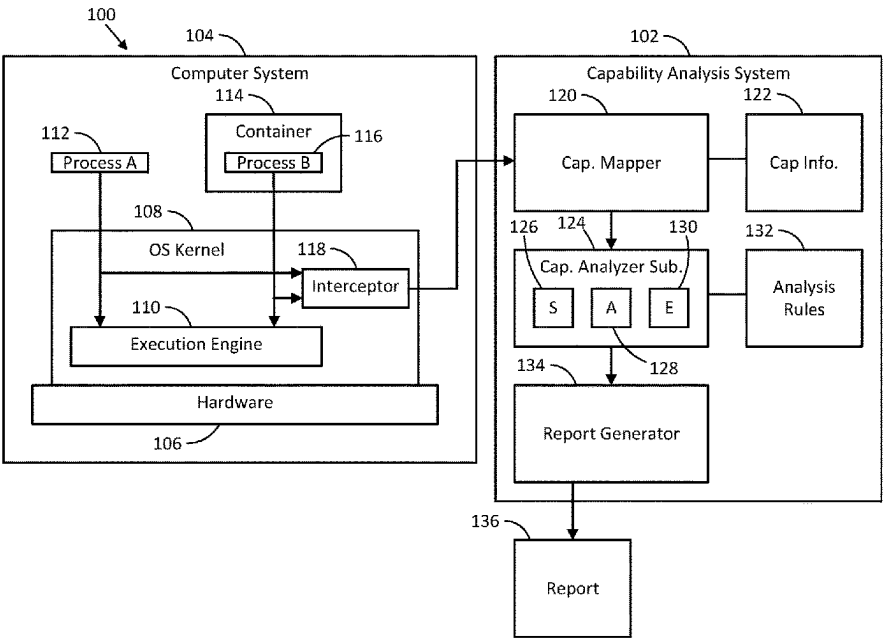 100
104
Computer System
114
Container
112
116
Process A
Process B
108
OS Kernel
118
Interceptor
110
Execution Engine
Hardware
106
102
Capability Analysis System
120
122
Cap. Mapper
Cap Info.
126
124
130
132
Cap. Analyzer Sub.
S
A
E
Analysis
Rules
128
134
Report Generator
136
Report